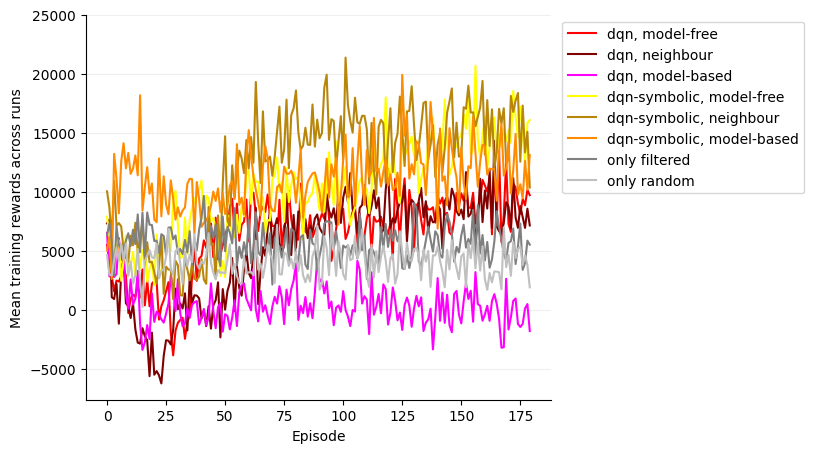 25000
20000
15000
10000
5000
0
−5000
Mean training rewards across runs
0 25 50 75 100 125 150 175
Episode
dqn, model-free
dqn, neighbour
dqn, model-based
dqn-symbolic, model-free
dqn-symbolic, neighbour
dqn-symbolic, model-based
only filtered
only random